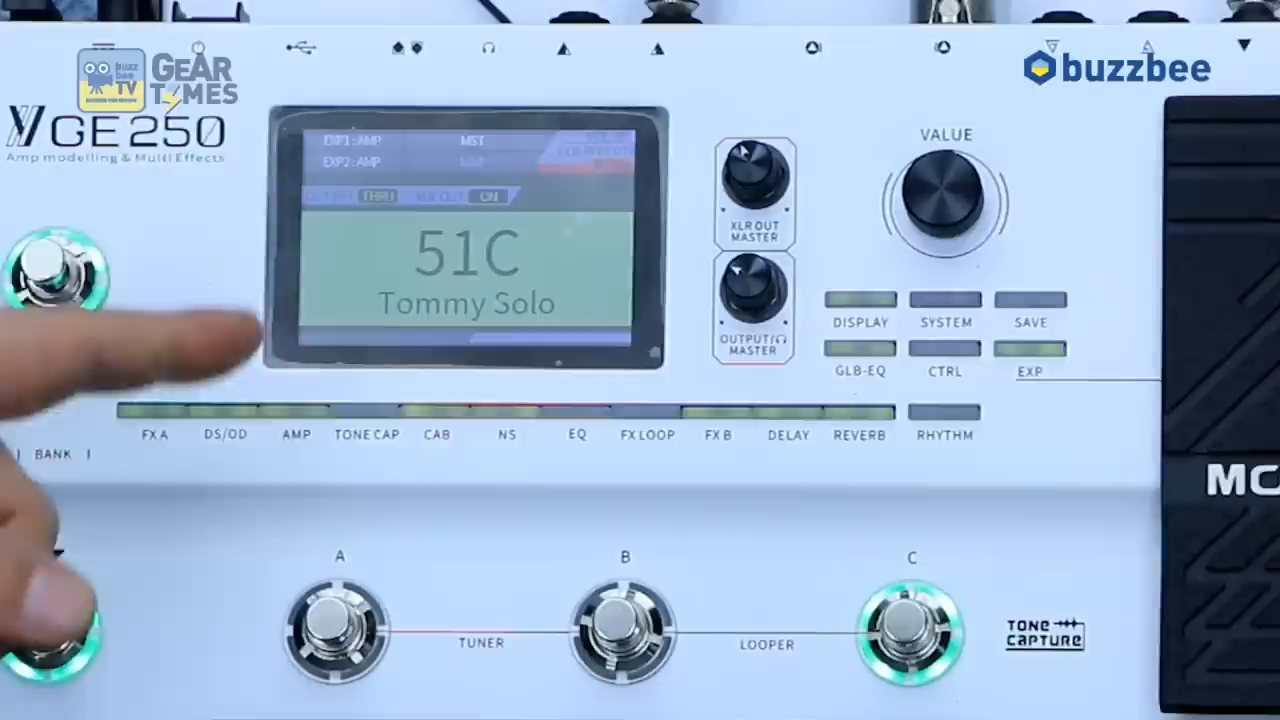 buzz
bee
TV
GEAR
TIMES
buzzbee
GE250
Amp modelling & Multi Effects
EXP1:AMP
MST
EXP2:AMP
THRU
ON
51C
Tommy Solo
XLR OUT
MASTER
OUTPUT/
MASTER
VALUE
DISPLAY
SYSTEM
SAVE
GLB-EQ
CTRL
EXP
FX A
DS/OD
AMP
TONE CAP
CAB
NS
EQ
FX LOOP
FX B
DELAY
REVERB
RHYTHM
BANK
A
B
C
TUNER
LOOPER
TONE
CAPTURE